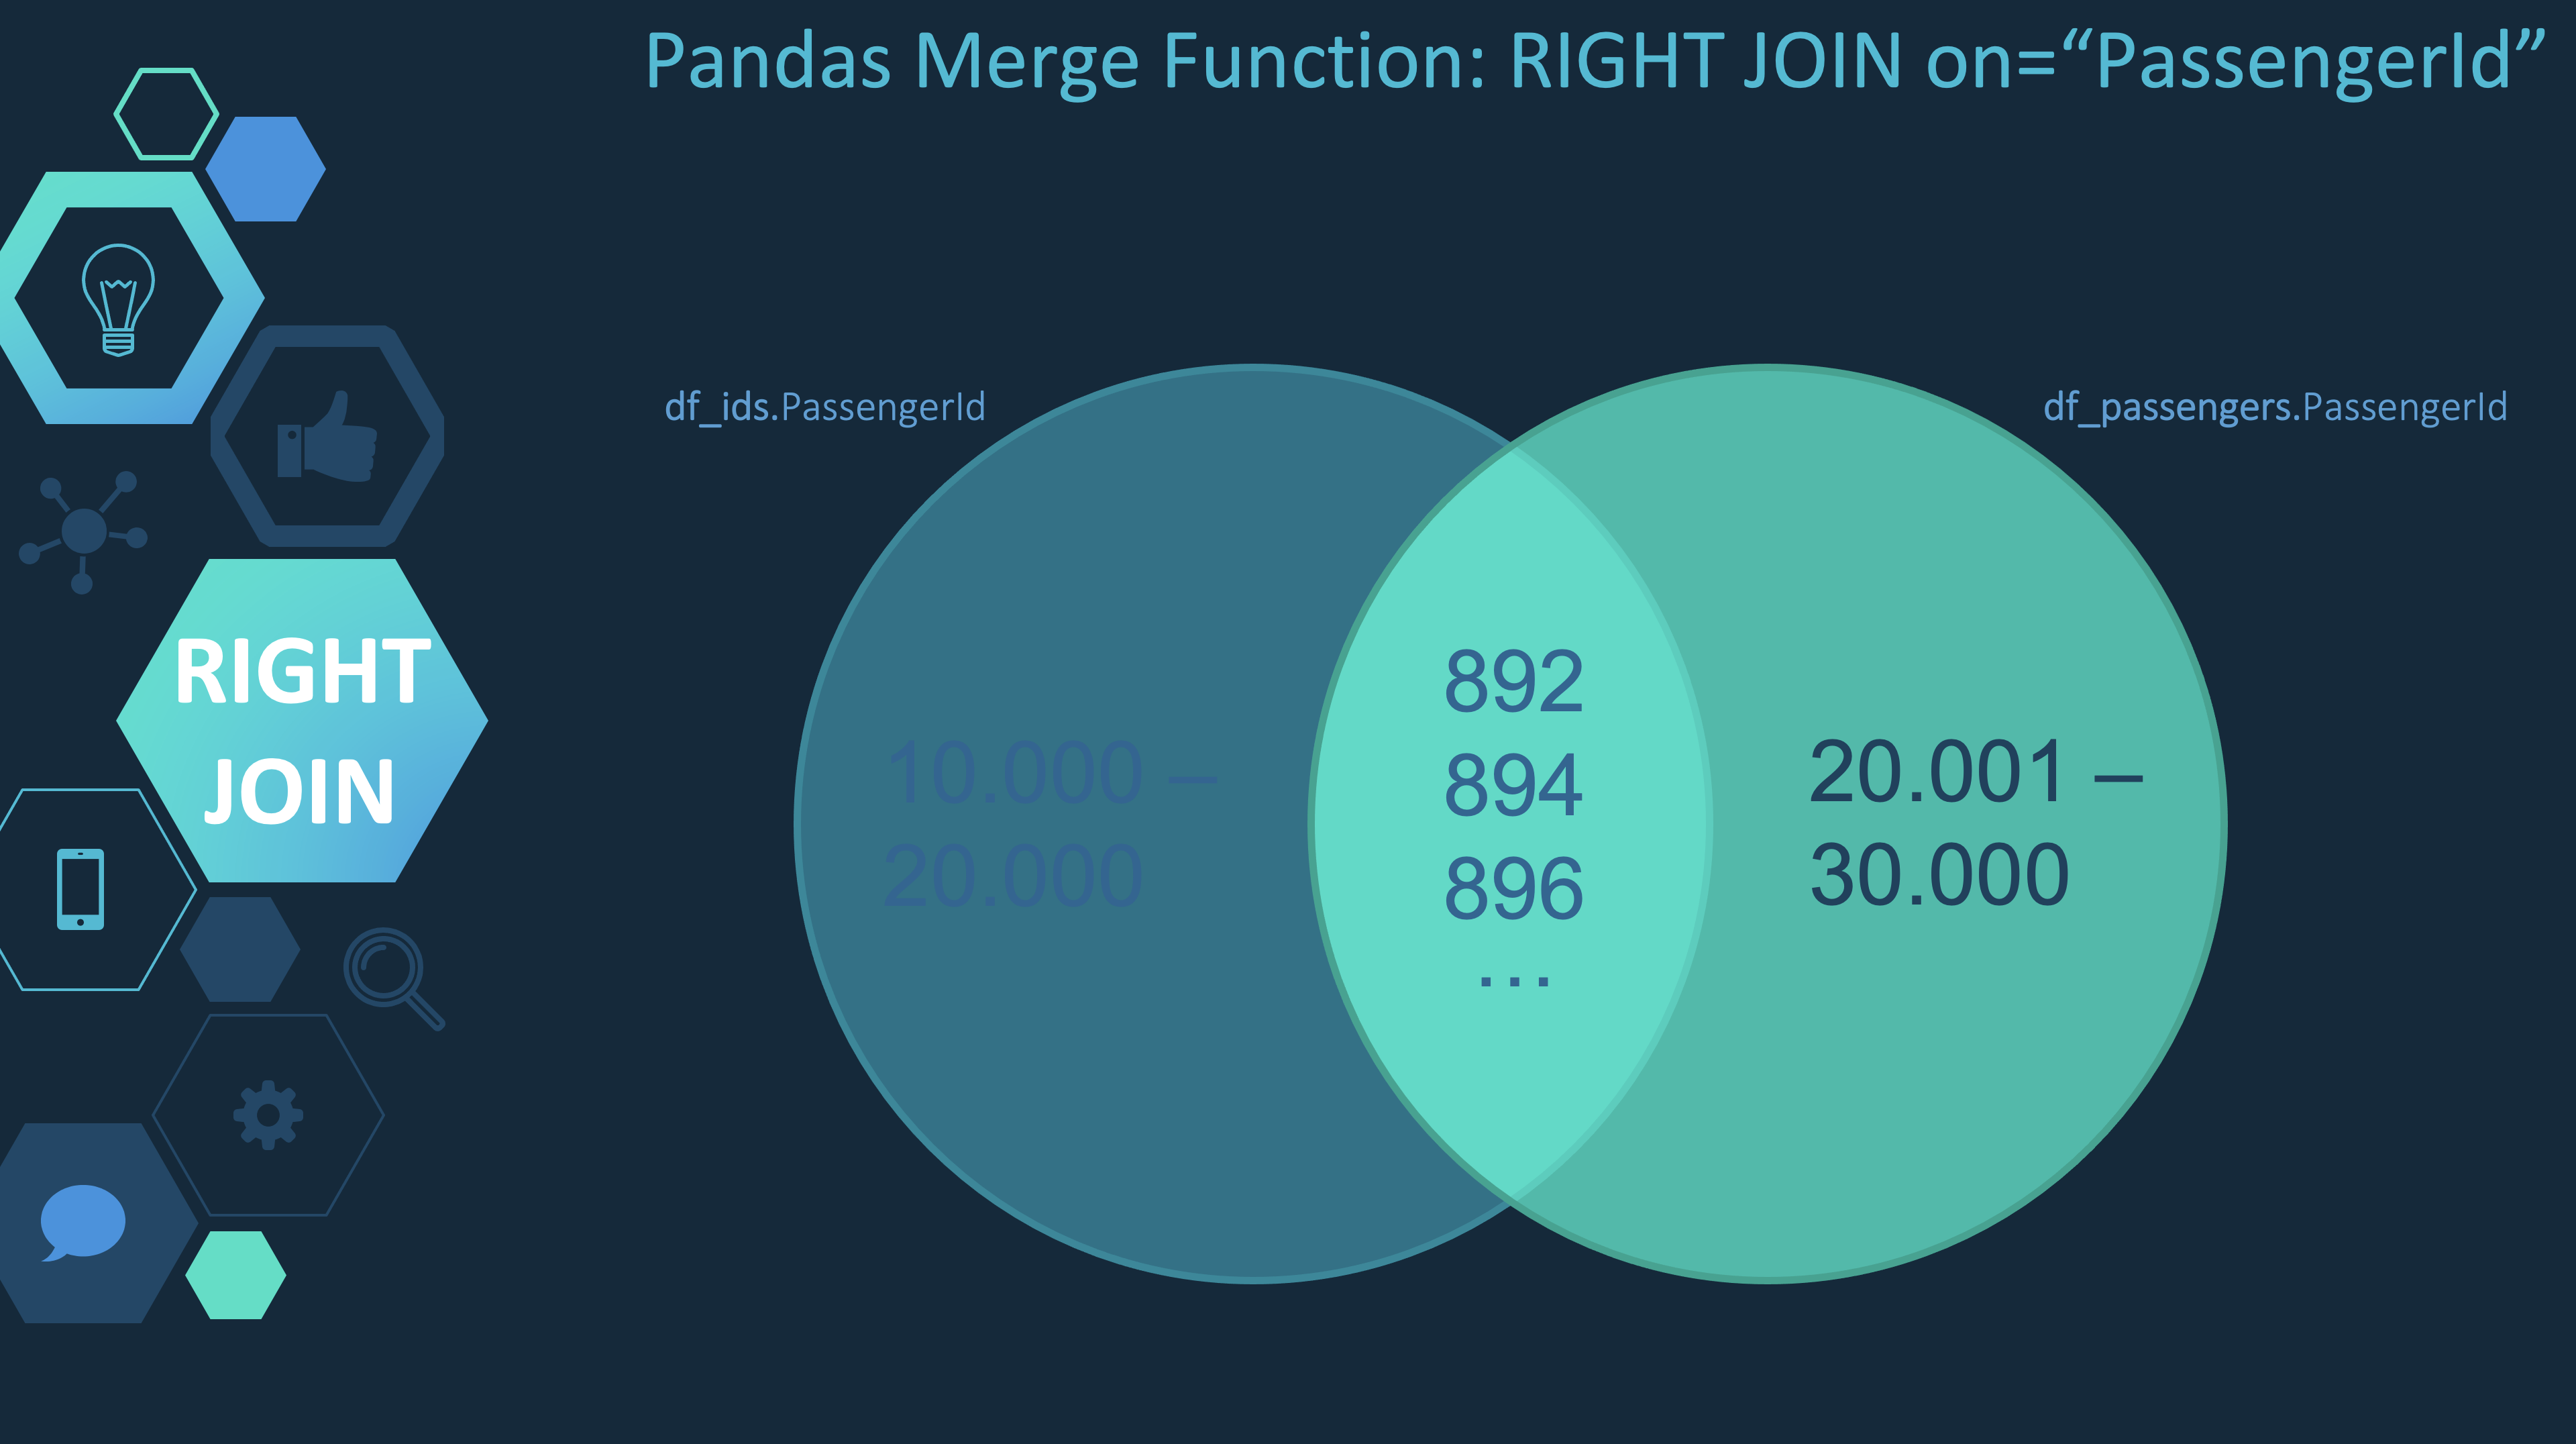 Pandas Merge Function: RIGHT JOIN on=“PassengerId”
df_ids.PassengerId
df_passengers.PassengerId
RIGHT
JOIN
10.000 –
20.000
892
894
896
…
20.001 –
30.000